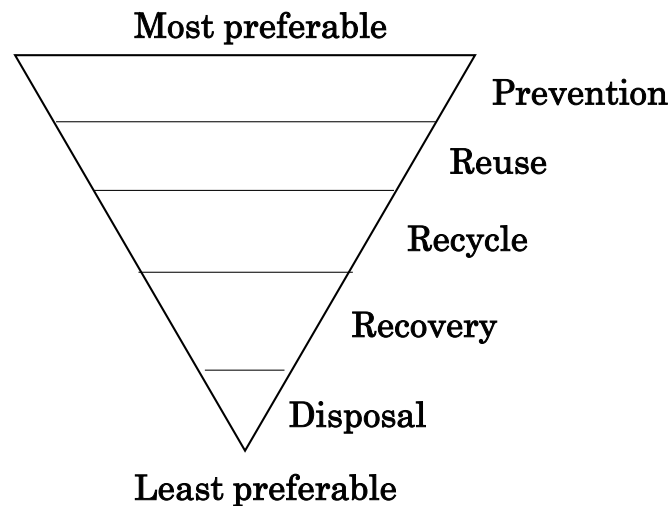 Most preferable
Prevention
Reuse
Recycle
Recovery
Disposal
Least preferable